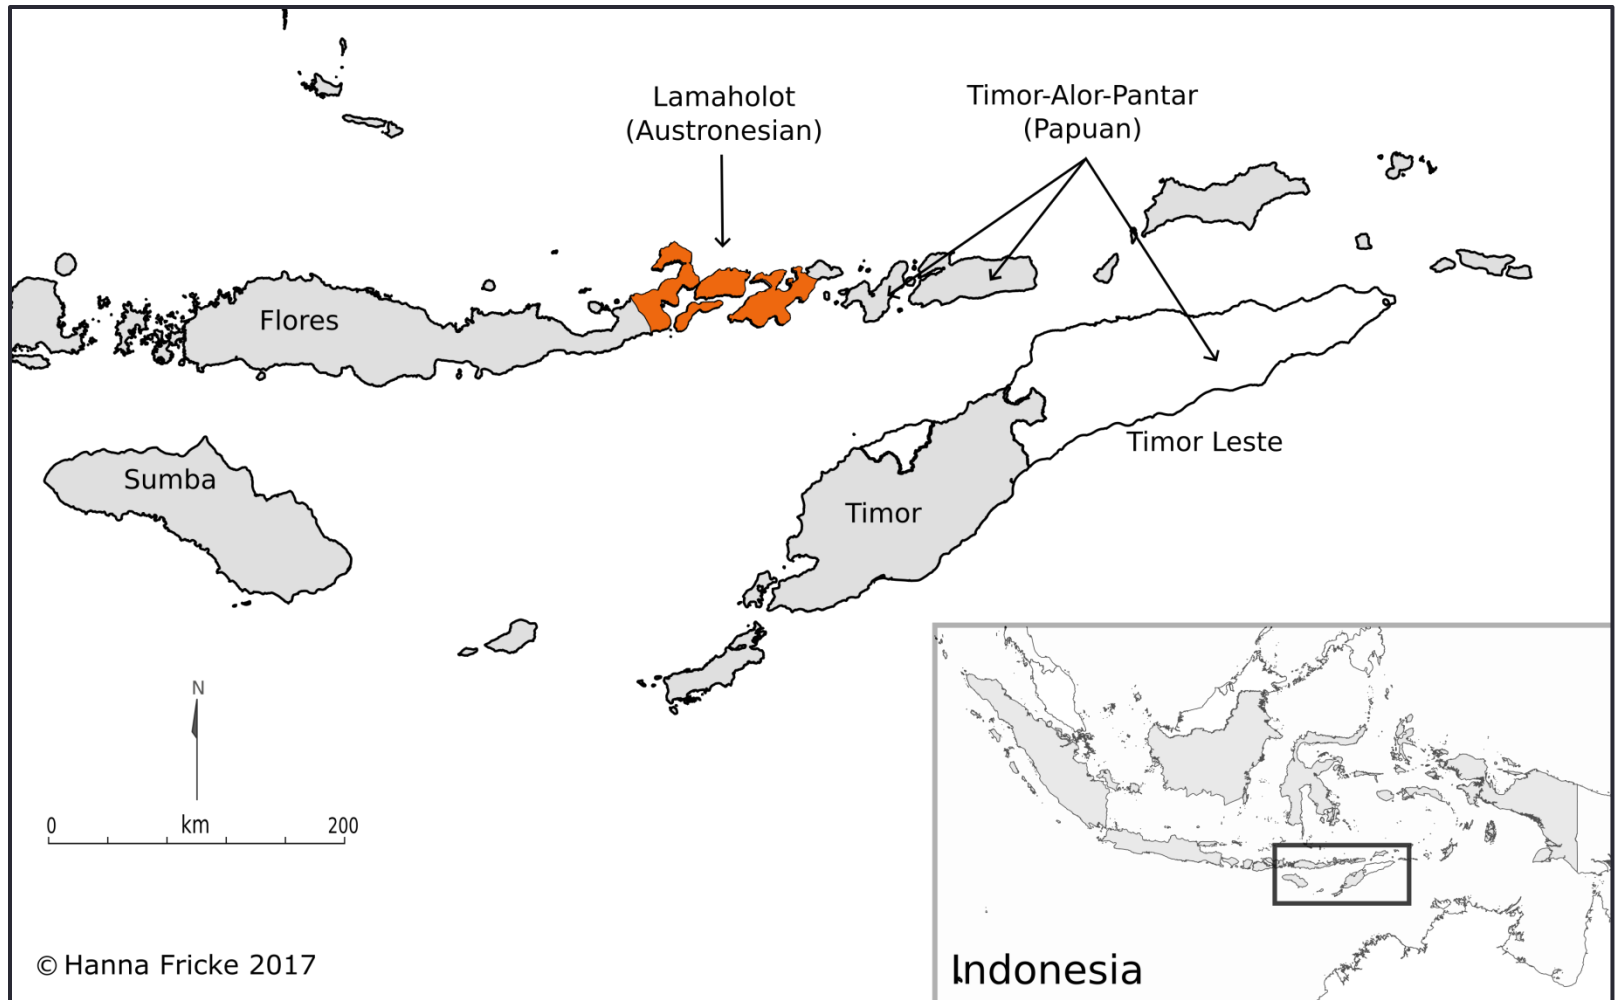 Lamaholot
(Austronesian)
Timor-Alor-Pantar
(Papuan)
Flores
Sumba
Timor Leste
Timor
N
0 km 200
© Hanna Fricke 2017
Indonesia